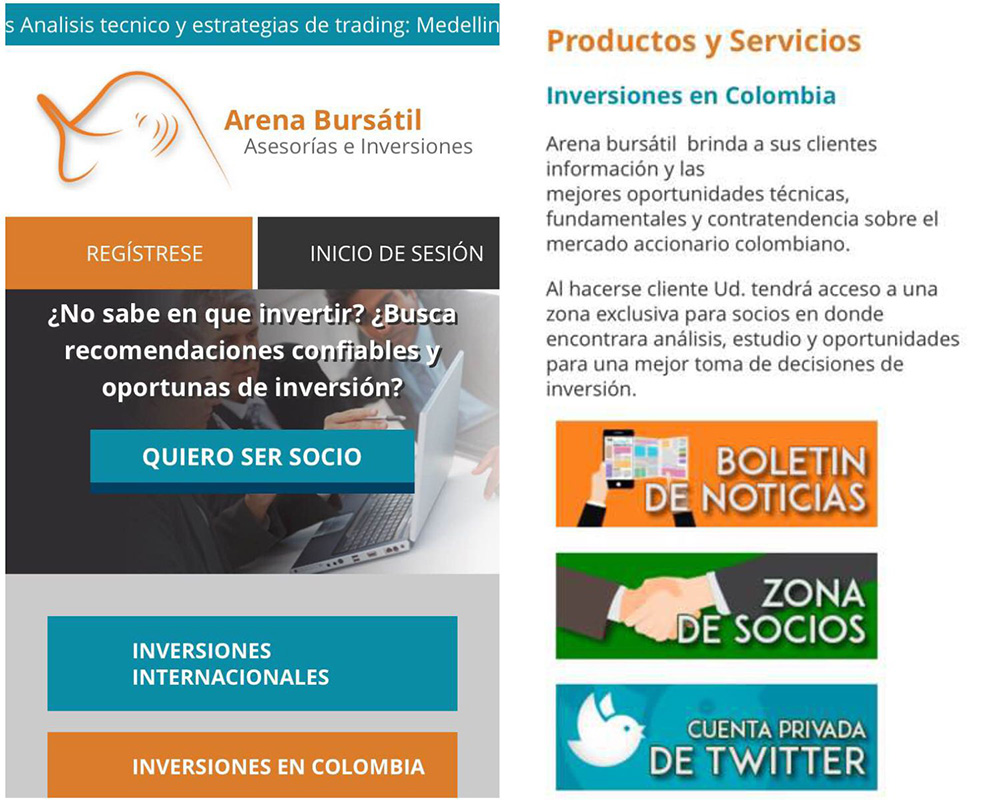 s Analisis tecnico y estrategias de trading: Medellin
Arena Bursátil
Asesorías e Inversiones
REGÍSTRESE
INICIO DE SESIÓN
¿No sabe en que invertir? ¿Busca
recomendaciones confiables y
oportunas de inversión?
QUIERO SER SOCIO
INVERSIONES
INTERNACIONALES
INVERSIONES EN COLOMBIA
Productos y Servicios
Inversiones en Colombia
Arena bursátil brinda a sus clientes
información y las
mejores oportunidades técnicas,
fundamentales y contratendencia sobre el
mercado accionario colombiano.
Al hacerse cliente Ud. tendrá acceso a una
zona exclusiva para socios en donde
encontrara análisis, estudio y oportunidades
para una mejor toma de decisiones de
inversión.
BOLETIN
DE NOTICIAS
ZONA
DE SOCIOS
CUENTA PRIVADA
DE TWITTER